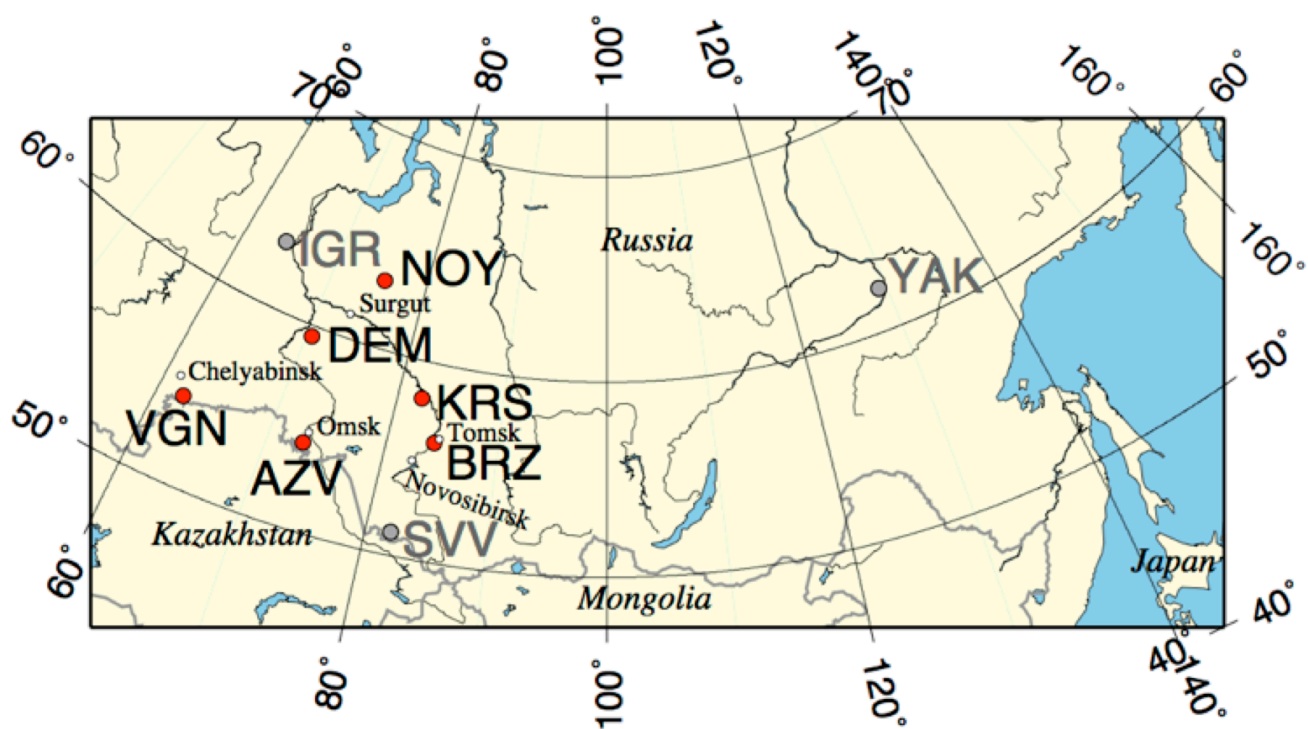 70°
60°
80°
100°
120°
140°
70°
160°
60°
60°
IGR
NOY
Russia
YAK
160°
Surgut
DEM
50°
Chelyabinsk
KRS
50°
VGN
Omsk
Tomsk
AZV
BRZ
Novosibirsk
Kazakhstan
SVV
Japan
60°
Mongolia
40°
80°
100°
120°
40°
140°